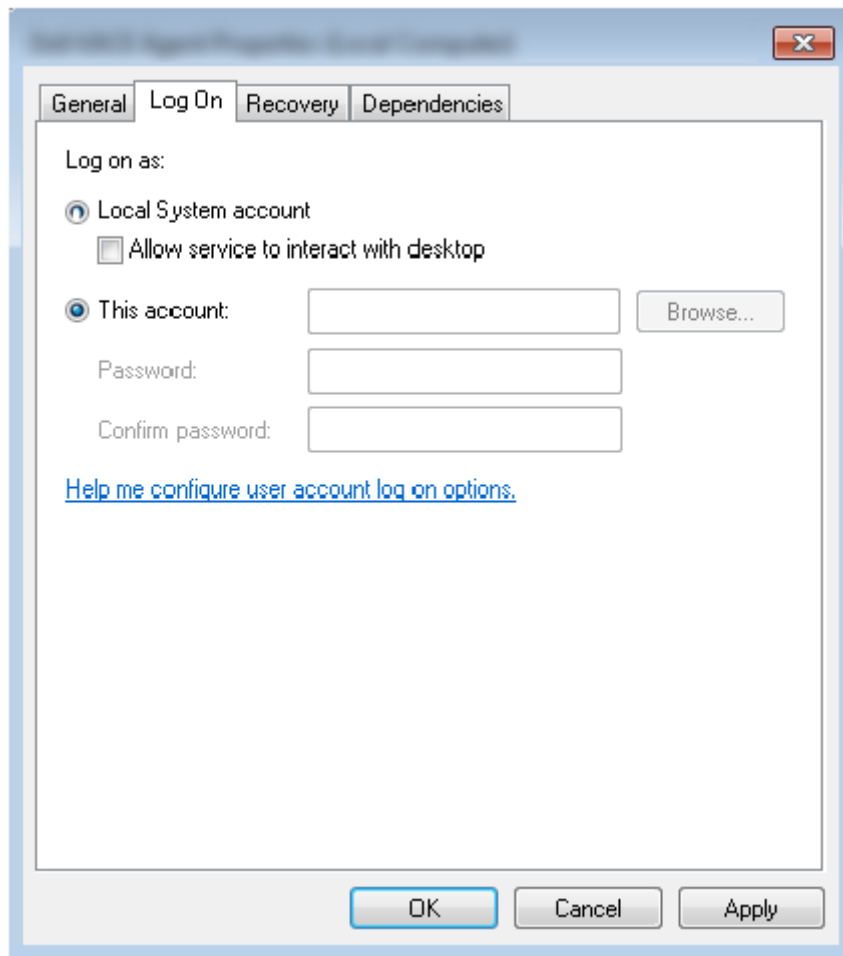 General Log On Recovery Dependencies
Log on as:
Local System account
Allow service to interact with desktop
This account: Browse...
Password:
Confirm password:
Help me configure user account log on options.
OK Cancel Apply